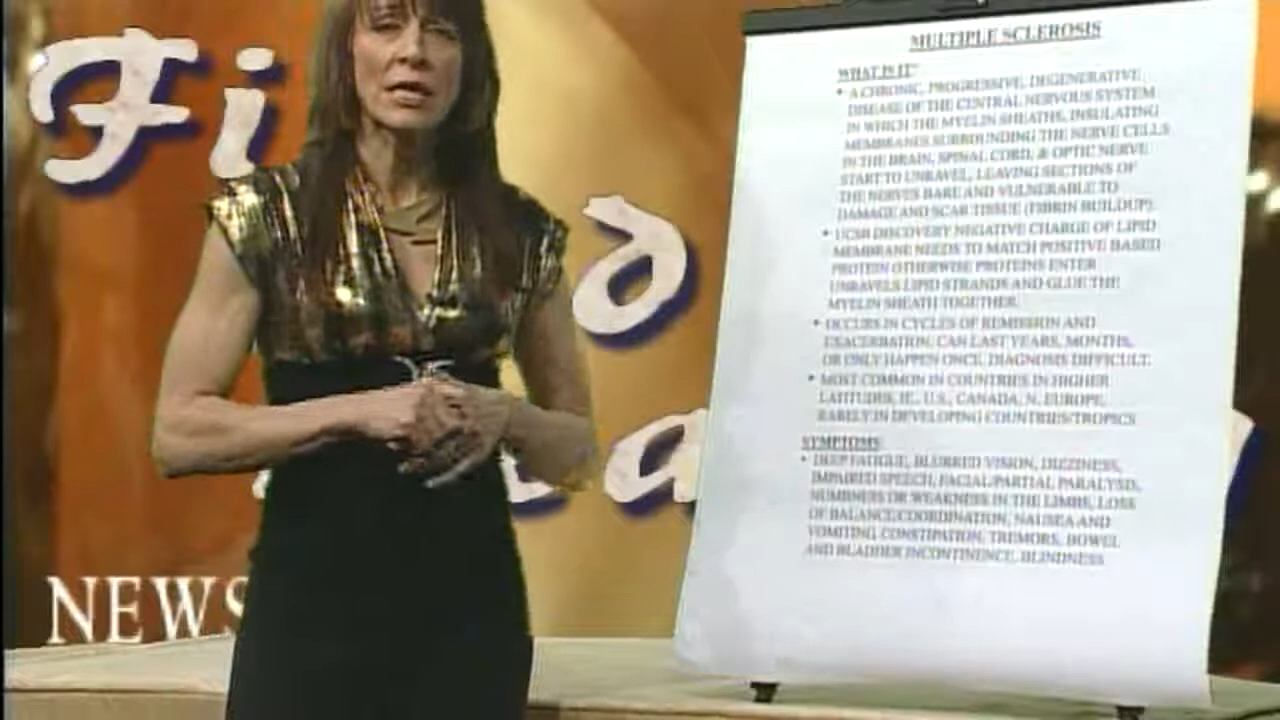 Fi
d
a
NEWS
MULTIPLE SCLEROSIS
WHAT IS IT?
• A CHRONIC, PROGRESSIVE, DEGENERATIVE
DISEASE OF THE CENTRAL NERVOUS SYSTEM
IN WHICH THE MYELIN SHEATHS, INSULATING
MEMBRANES SURROUNDING THE NERVE CELLS
IN THE BRAIN, SPINAL CORD, & OPTIC NERVE
START TO UNRAVEL, LEAVING SECTIONS OF
THE NERVES BARE AND VULNERABLE TO
DAMAGE AND SCAR TISSUE (FIBRIN BUILDUP).
• UCSB DISCOVERY NEGATIVE CHARGE OF LIPID
MEMBRANE NEEDS TO MATCH POSITIVE BASED
PROTEIN OTHERWISE PROTEINS ENTER
UNRAVELS LIPID STRANDS AND GLUE THE
MYELIN SHEATH TOGETHER.
• OCCURS IN CYCLES OF REMISSION AND
EXACERBATION, CAN LAST YEARS, MONTHS,
OR ONLY HAPPEN ONCE. DIAGNOSIS DIFFICULT.
• MOST COMMON IN COUNTRIES IN HIGHER
LATITUDES, IE., U.S., CANADA, N. EUROPE,
RARELY IN DEVELOPING COUNTRIES/TROPICS
SYMPTOMS:
• DEEP FATIGUE, BLURRED VISION, DIZZINESS,
IMPAIRED SPEECH, FACIAL/PARTIAL PARALYSIS,
NUMBNESS OR WEAKNESS IN THE LIMBS, LOSS
OF BALANCE/COORDINATION, NAUSEA AND
VOMITING, CONSTIPATION, TREMORS, BOWEL
AND BLADDER INCONTINENCE, BLINDNESS